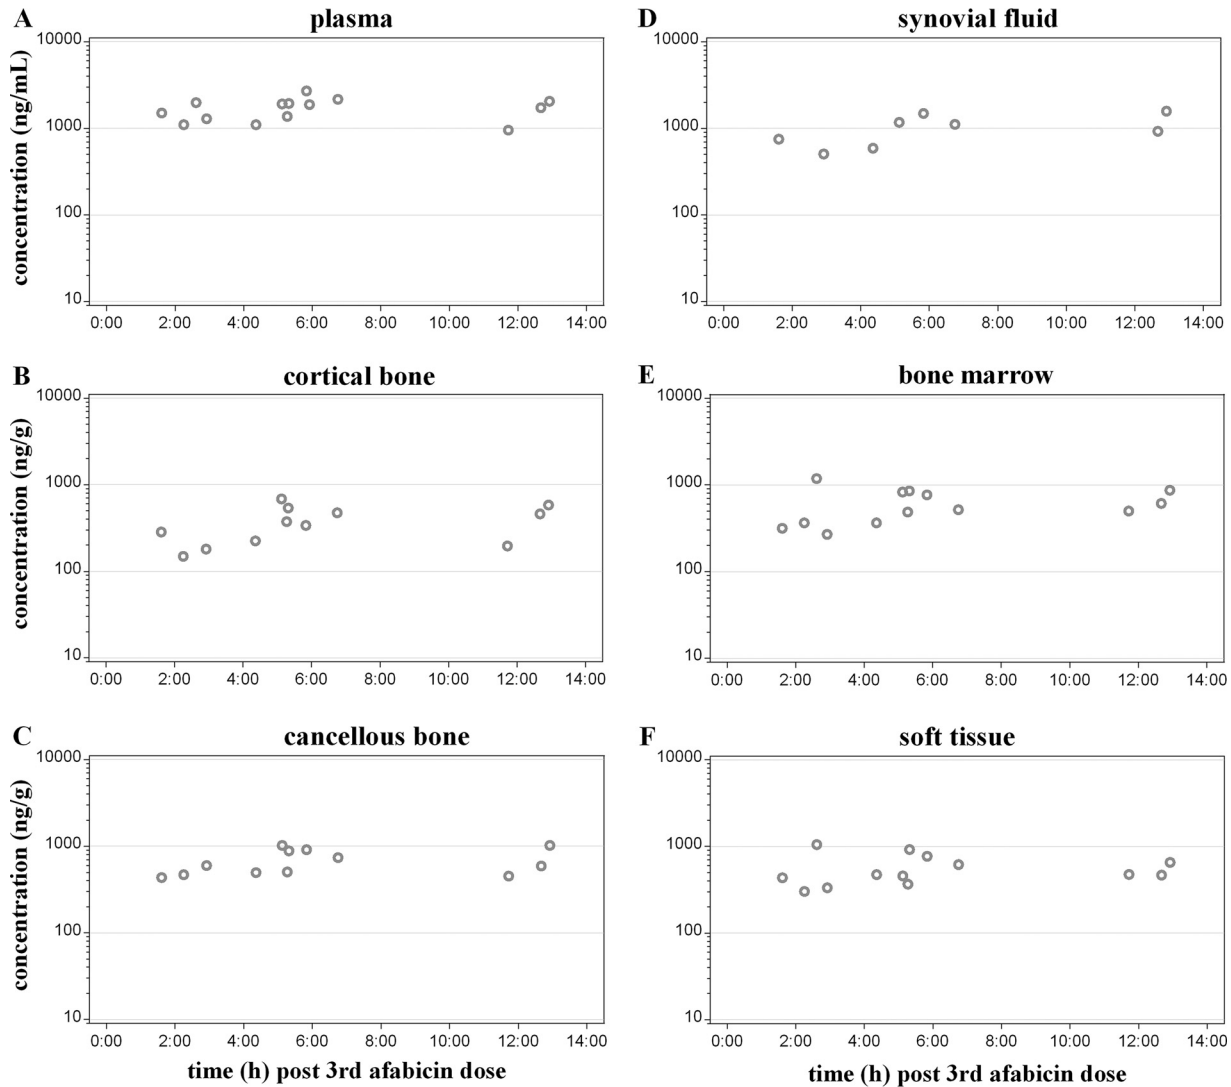 A plasma
concentration (ng/mL)
10000
1000
100
10
0:00 2:00 4:00 6:00 8:00 10:00 12:00 14:00
D synovial fluid
10000
1000
100
10
0:00 2:00 4:00 6:00 8:00 10:00 12:00 14:00
B cortical bone
concentration (ng/g)
10000
1000
100
10
0:00 2:00 4:00 6:00 8:00 10:00 12:00 14:00
E bone marrow
10000
1000
100
10
0:00 2:00 4:00 6:00 8:00 10:00 12:00 14:00
C cancellous bone
concentration (ng/g)
10000
1000
100
10
0:00 2:00 4:00 6:00 8:00 10:00 12:00 14:00
time (h) post 3rd afabicin dose
F soft tissue
10000
1000
100
10
0:00 2:00 4:00 6:00 8:00 10:00 12:00 14:00
time (h) post 3rd afabicin dose